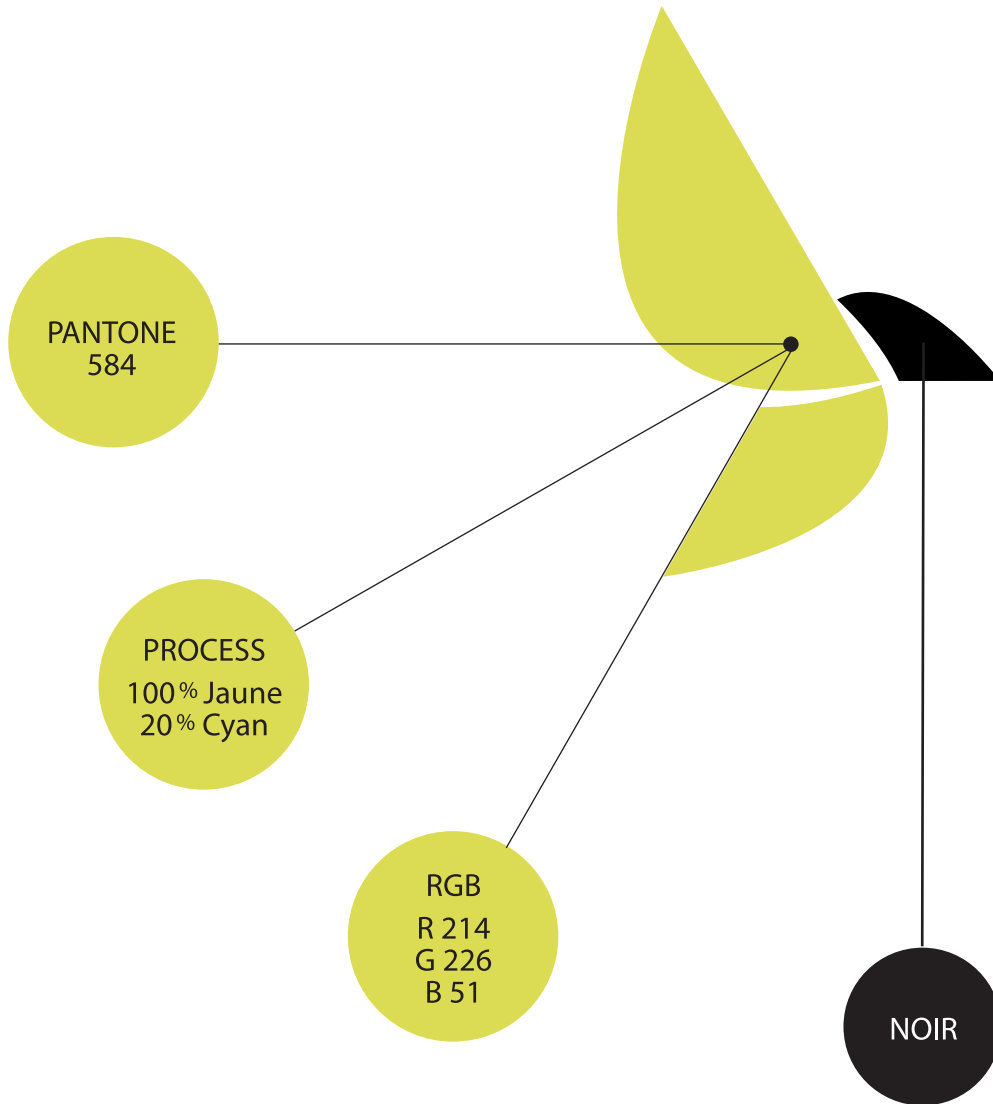 PANTONE
584
PROCESS
100% Jaune
20% Cyan
RGB
R 214
G 226
B 51
NOIR